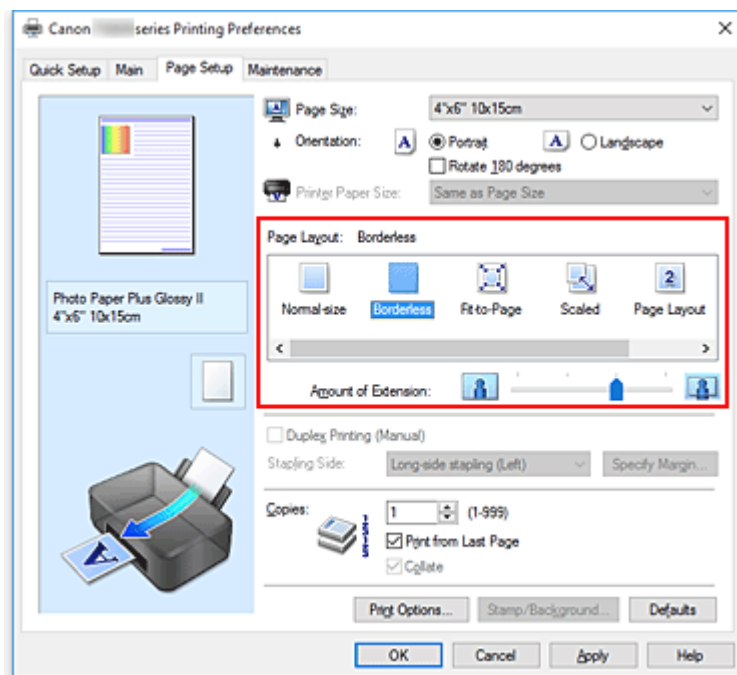 Canon series Printing Preferences
Quick Setup Main Page Setup Maintenance
Page Size: 4"x6" 10x15cm
Orientation: A Portrait A Landscape
Rotate 180 degrees
Printer Paper Size: Same as Page Size
Page Layout: Borderless
Normal-size Borderless Fit-to-Page Scaled 2 Page Layout
Photo Paper Plus Glossy II
4"x6" 10x15cm
Amount of Extension:
Duplex Printing (Manual)
Stapling Side: Long-side stapling (Left) Specify Margin...
Copies: 1 (1-999)
Print from Last Page
Collate
A
Print Options... Stamp/Background... Defaults
OK Cancel Apply Help